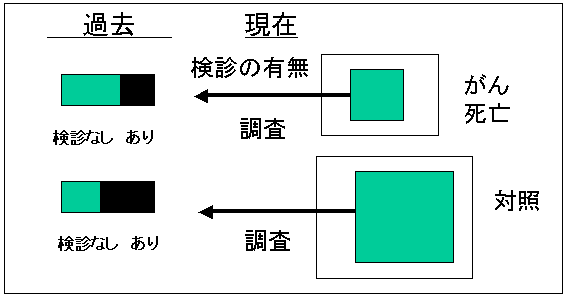 過去 現在
検診の有無
がん
死亡
調査
検診なし あり
対照
調査
検診なし あり